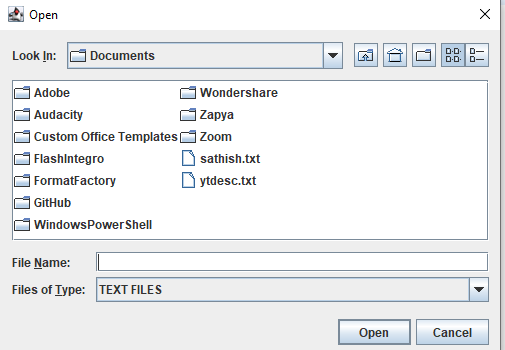 Open
Look In: Documents
Adobe Wondershare
Audacity Zapya
Custom Office Templates Zoom
FlashIntegro sathish.txt
FormatFactory ytdesc.txt
GitHub
WindowsPowerShell
File Name:
Files of Type: TEXT FILES
Open Cancel